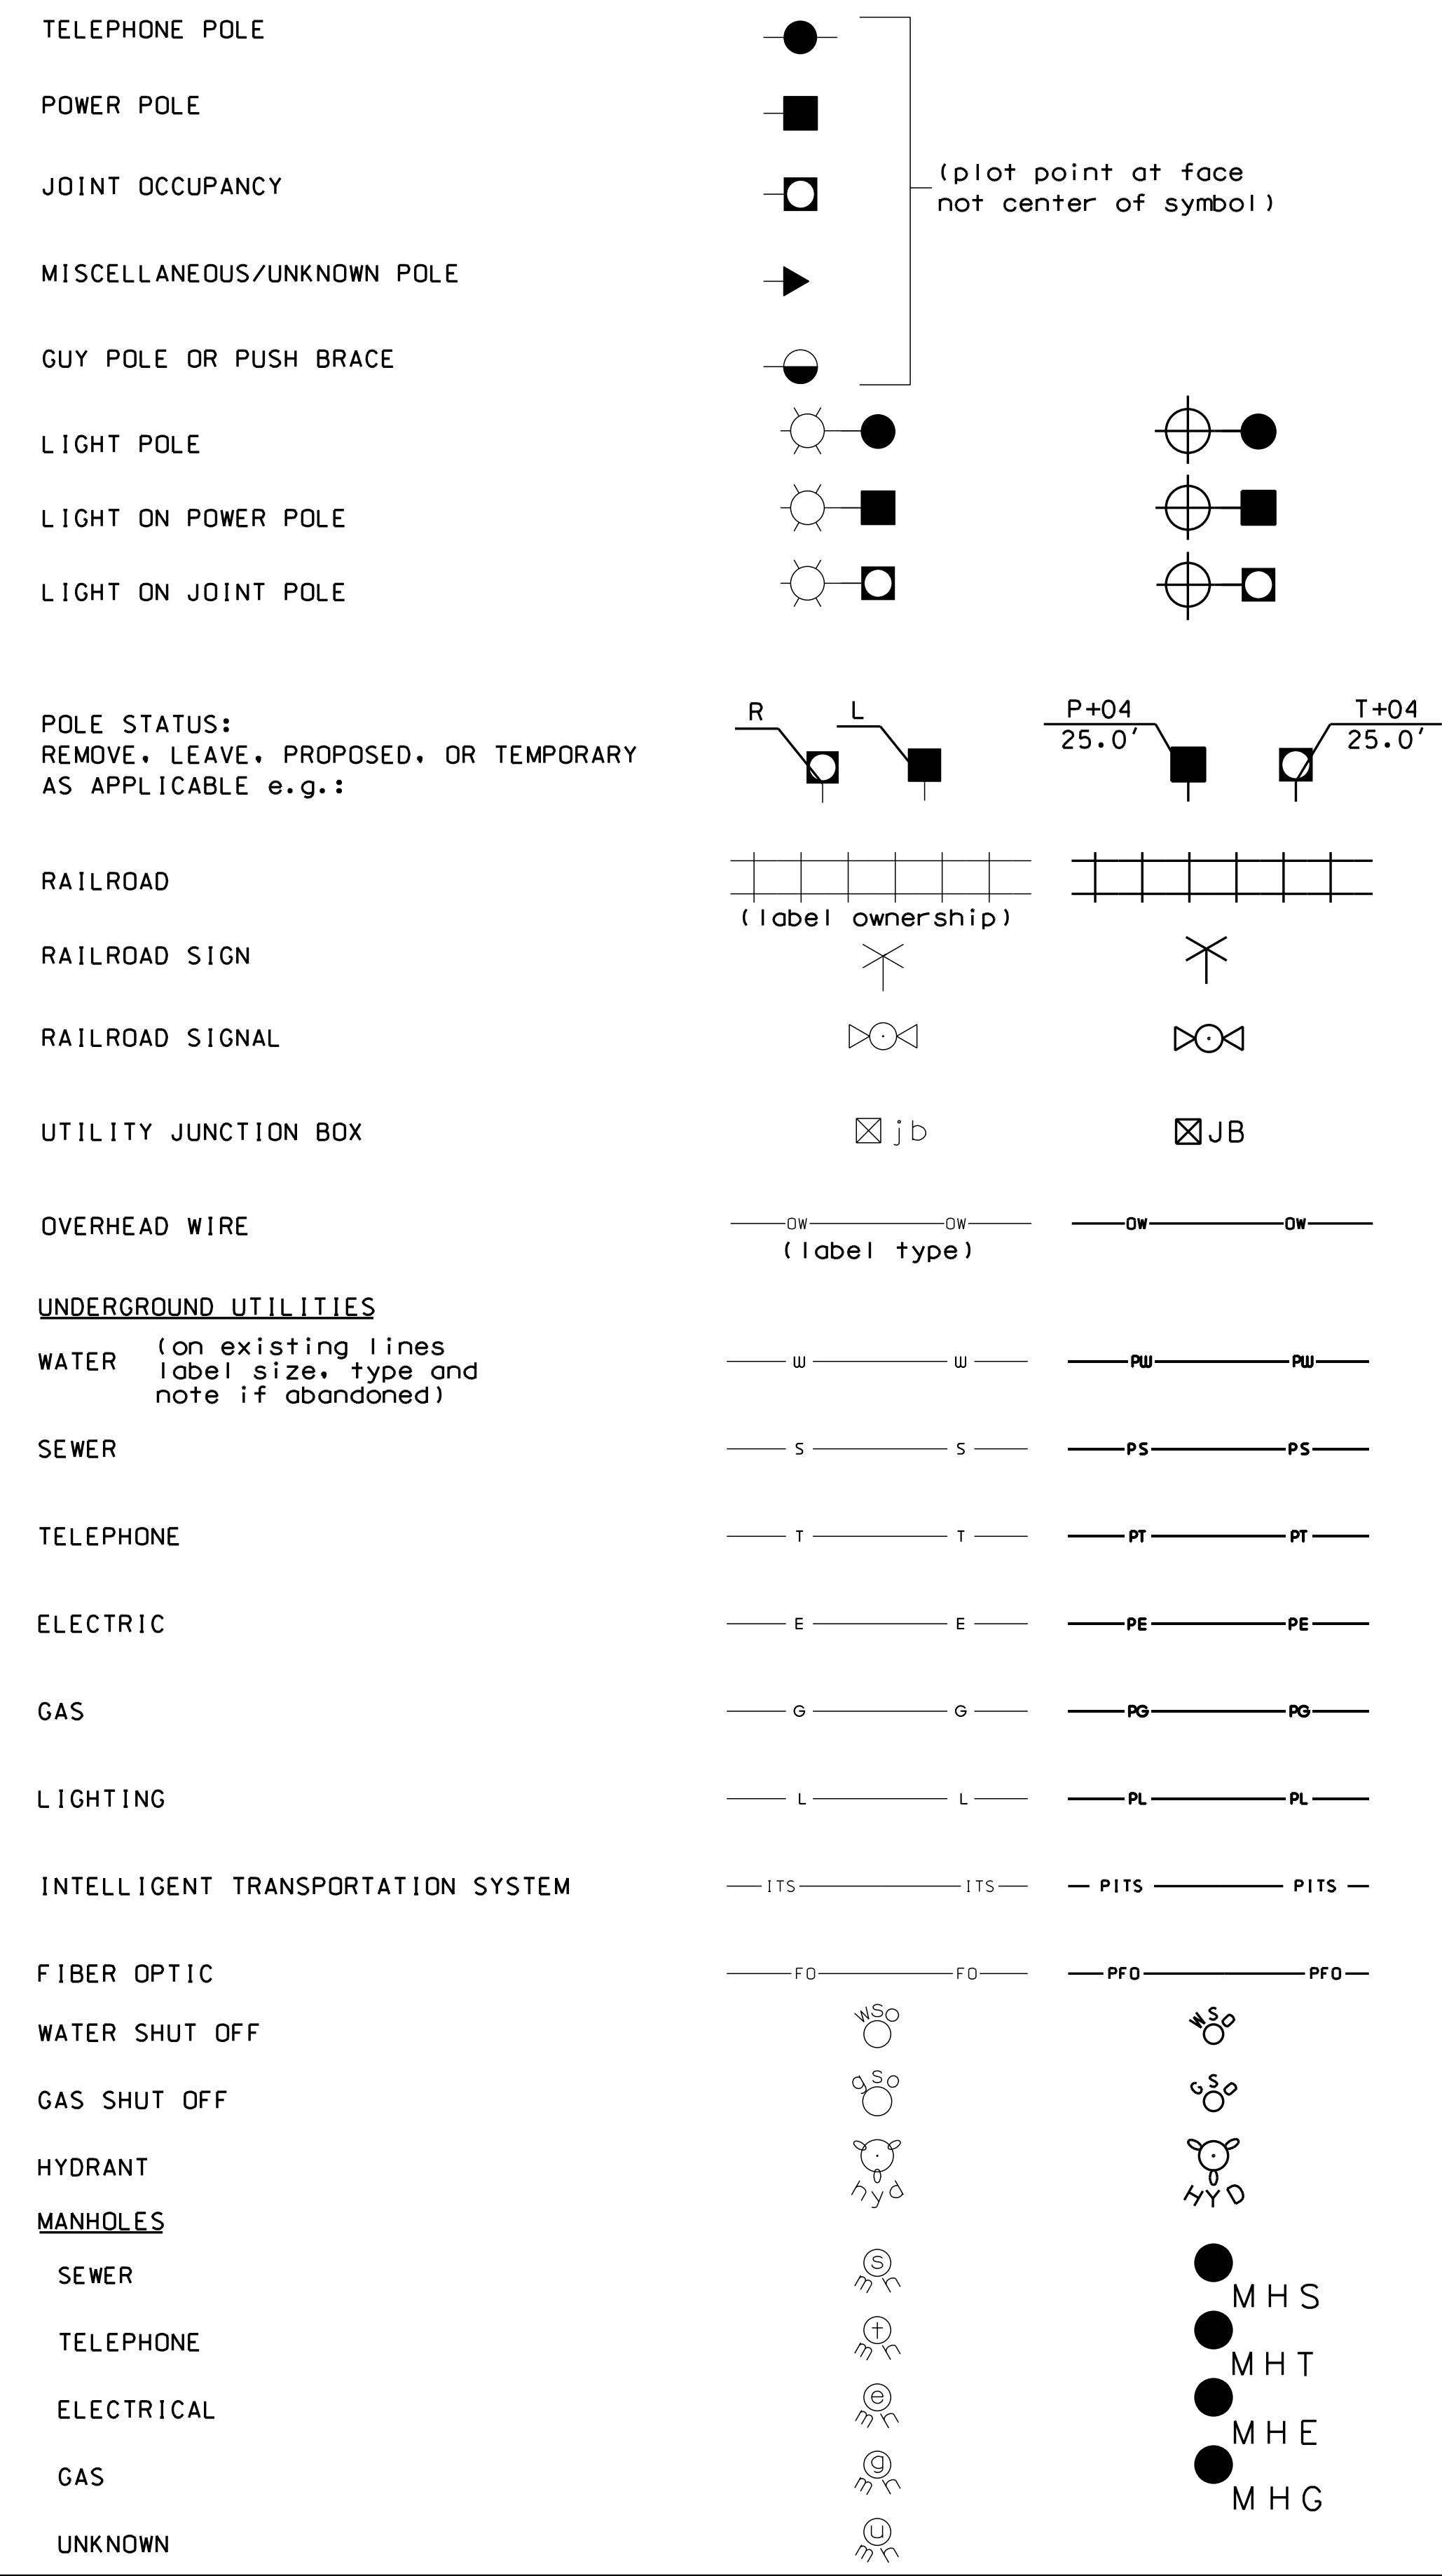 TELEPHONE POLE
POWER POLE
JOINT OCCUPANCY
(plot point at face
not center of symbol)
MISCELLANEOUS/UNKNOWN POLE
GUY POLE OR PUSH BRACE
LIGHT POLE
LIGHT ON POWER POLE
LIGHT ON JOINT POLE
POLE STATUS:
REMOVE, LEAVE, PROPOSED, OR TEMPORARY
AS APPLICABLE e.g.:
R L P+04 T+04
25.0' 25.0'
RAILROAD
(label ownership)
RAILROAD SIGN
RAILROAD SIGNAL
UTILITY JUNCTION BOX jb JB
OVERHEAD WIRE OW OW OW OW
(label type)
UNDERGROUND UTILITIES
WATER (on existing lines
label size, type and
note if abandoned)
W W PW PW
SEWER S S PS PS
TELEPHONE T T PT PT
ELECTRIC E E PE PE
GAS G G PG PG
LIGHTING L L PL PL
INTELLIGENT TRANSPORTATION SYSTEM ITS ITS PITS PITS
FIBER OPTIC FO FO PFO PFO
WATER SHUT OFF wso WSO
GAS SHUT OFF gso GSO
HYDRANT hyd HYD
MANHOLES
SEWER s mh MHS
TELEPHONE t mh MHT
ELECTRICAL e mh MHE
GAS g mh MHG
UNKNOWN u mh